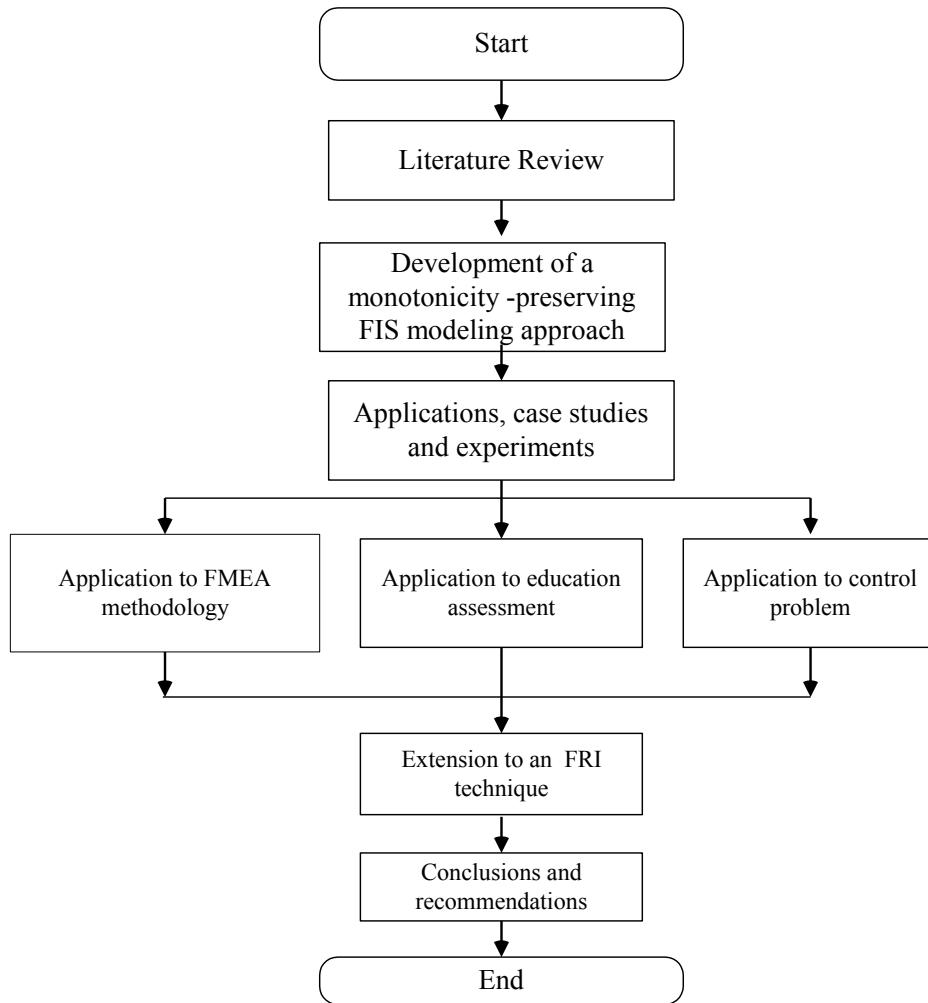 Start
Literature Review
Development of a
monotonicity -preserving
FIS modeling approach
Applications, case studies
and experiments
Application to FMEA
methodology
Application to education
assessment
Application to control
problem
Extension to an  FRI
technique
Conclusions and
recommendations
End